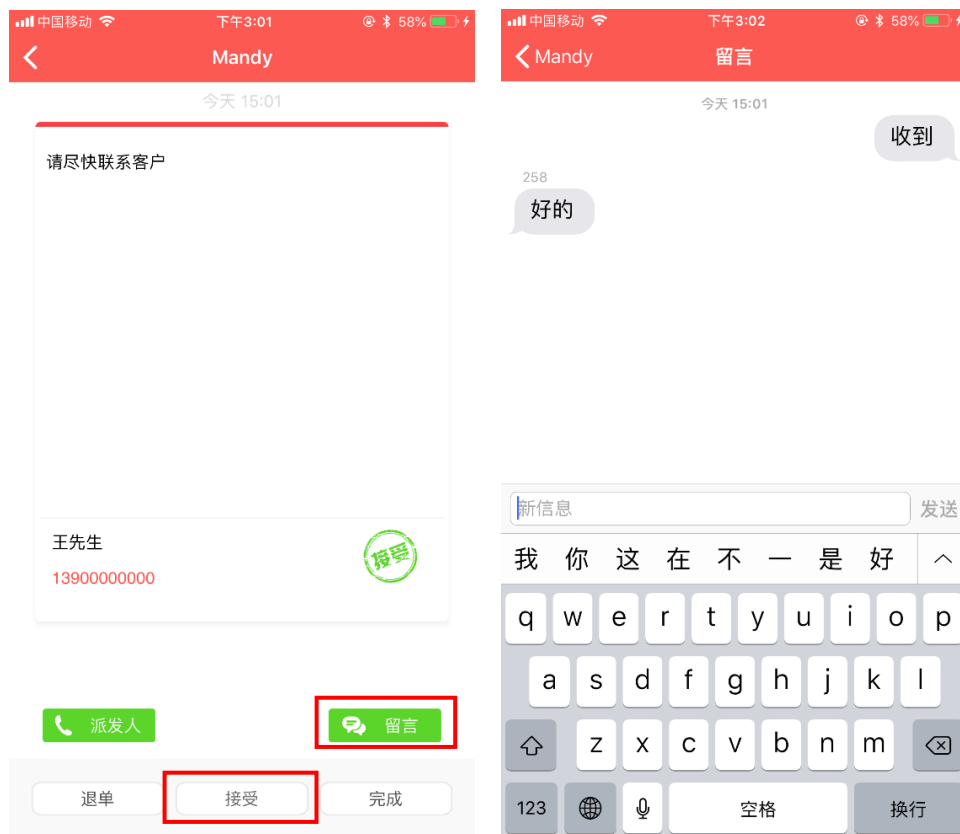 中国移动 下午3:01 58%
Mandy
今天 15:01
请尽快联系客户
王先生
13900000000
接受
派发人 留言
退单 接受 完成
中国移动 下午3:02 58%
Mandy 留言
今天 15:01
收到
258
好的
新信息 发送
我 你 这 在 不 一 是 好
q w e r t y u i o p
a s d f g h j k l
z x c v b n m
123 空格 换行